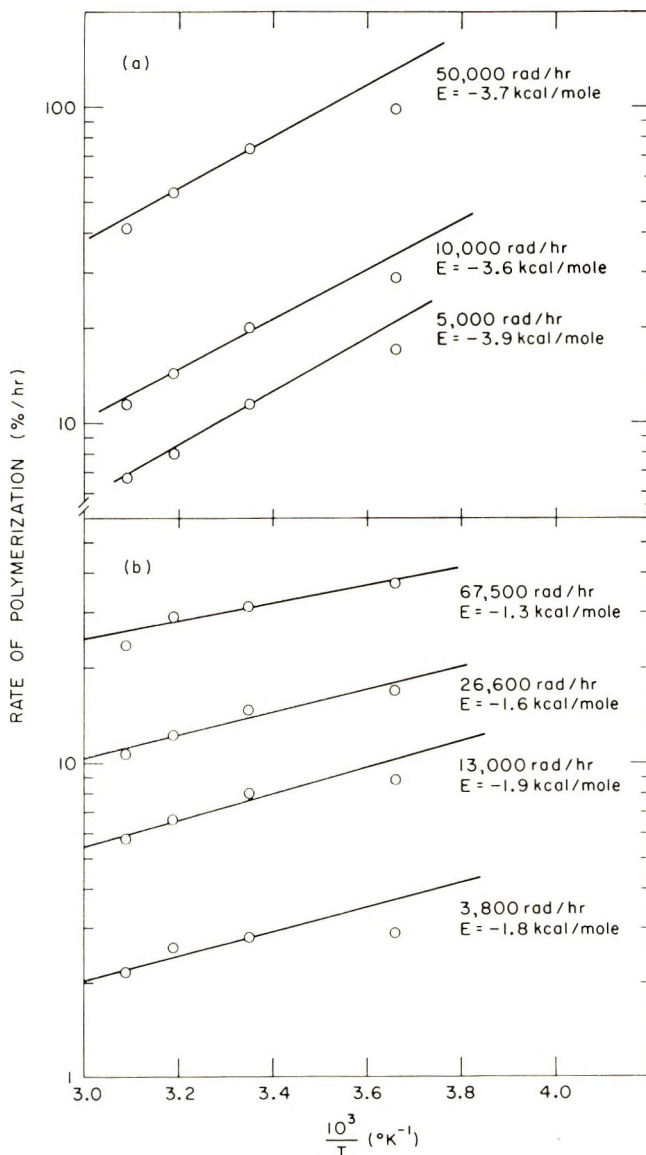 200
(a)
50,000 rad/hr
E = -3.7 kcal/mole
100
10,000 rad/hr
E = -3.6 kcal/mole
5,000 rad/hr
E = -3.9 kcal/mole
10
RATE OF POLYMERIZATION (%/hr)
(b)
67,500 rad/hr
E = -1.3 kcal/mole
26,600 rad/hr
E = -1.6 kcal/mole
10
13,000 rad/hr
E = -1.9 kcal/mole
3,800 rad/hr
E = -1.8 kcal/mole
1
3.0 3.2 3.4 3.6 3.8 4.0
10³
T (°K⁻¹)